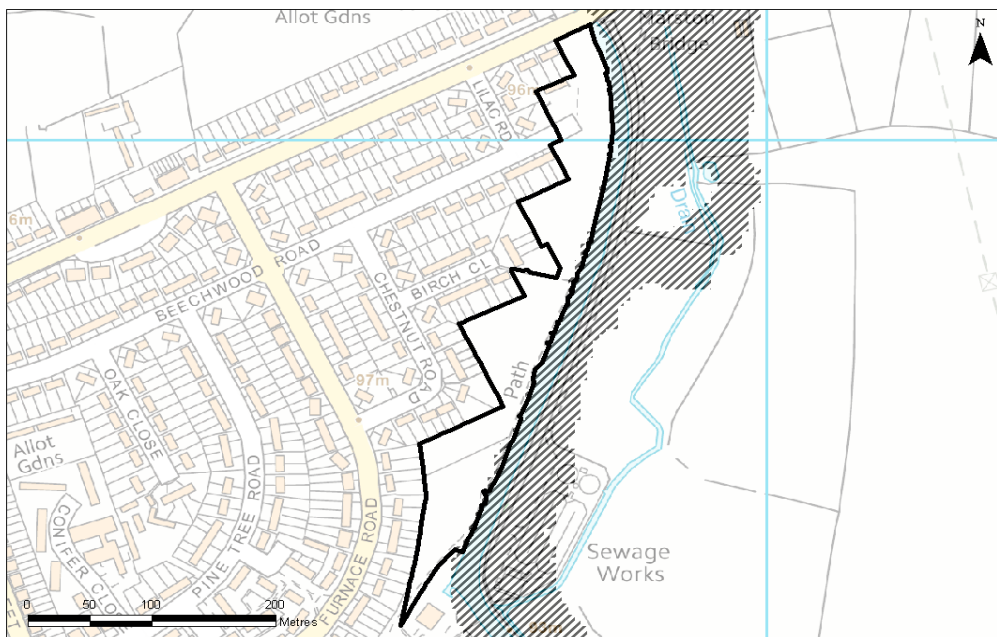 Allot Gdns
Marston
Bridge
N
96m
LILAC RD
Drain
6m
BEECHWOOD ROAD
BIRCH CL
CHESTNUT ROAD
Path
97m
OAK CLOSE
Allot
Gdns
PINE TREE ROAD
FURNACE ROAD
CONIFER CLO
Sewage
Works
0 50 100 200
Metres